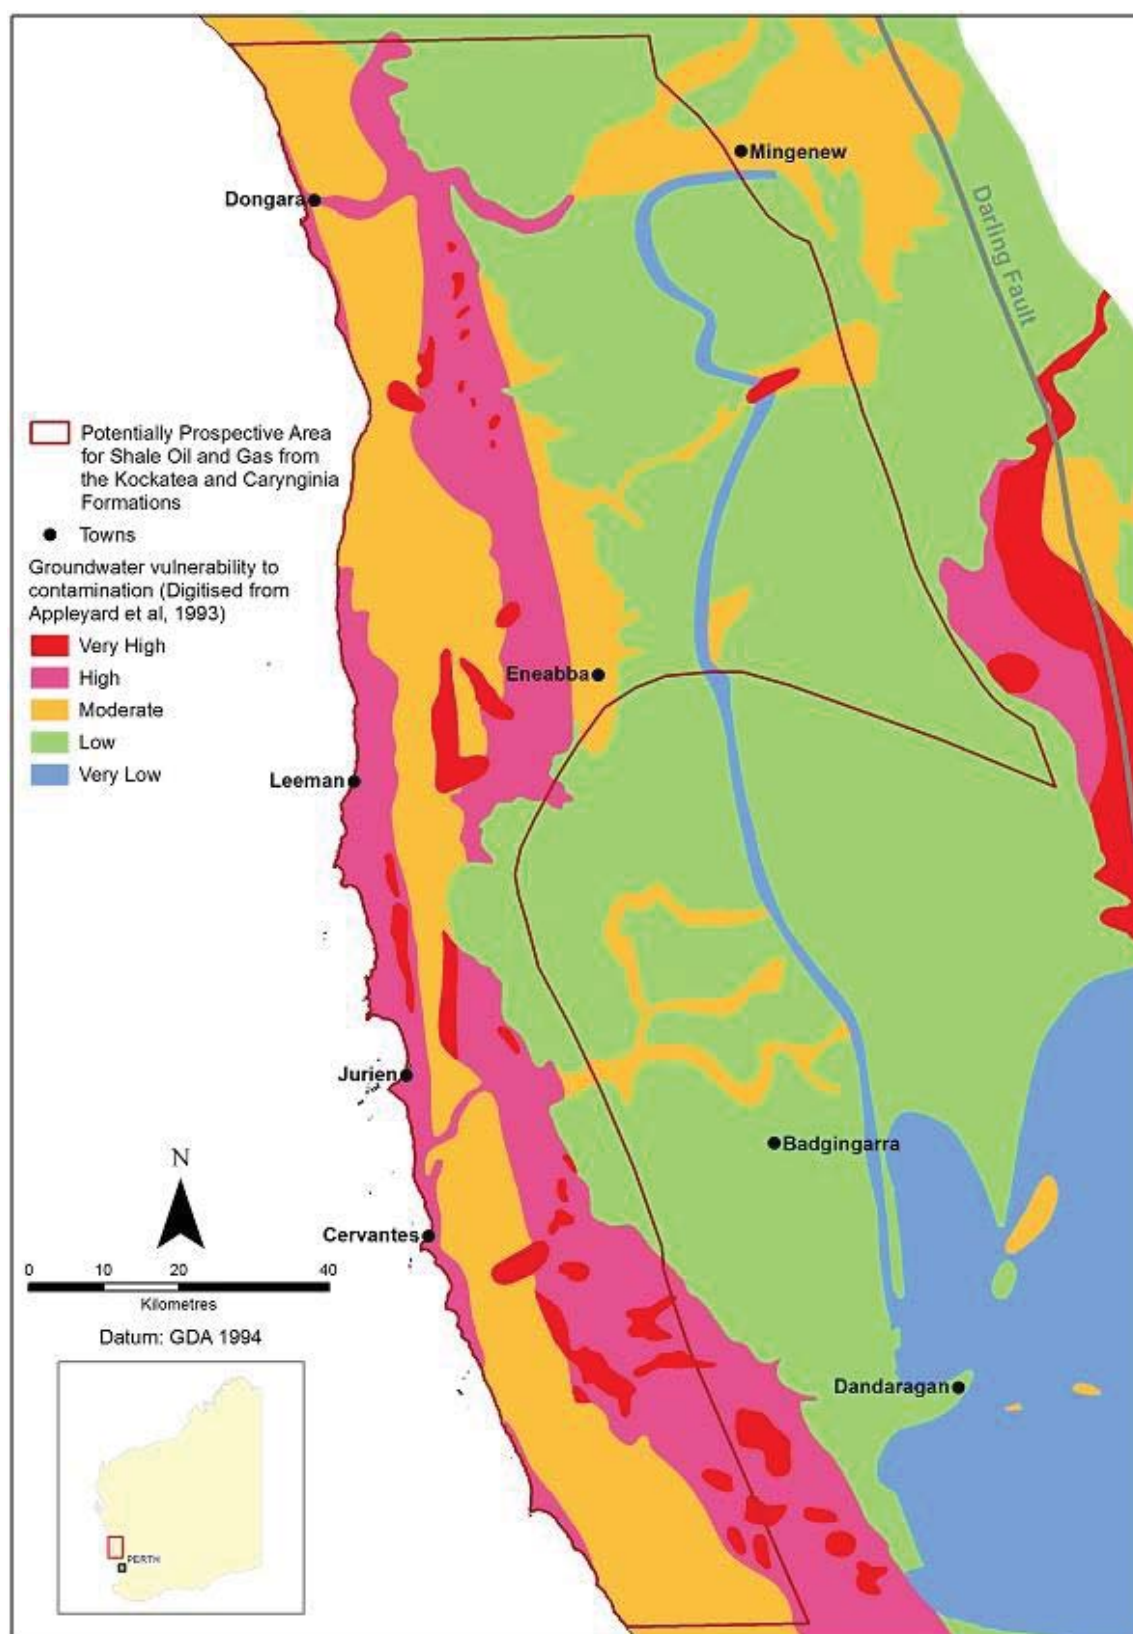 Mingenew
Dongara
Darling Fault
Potentially Prospective Area
for Shale Oil and Gas from
the Kockatea and Carynginia
Formations
Towns
Groundwater vulnerability to
contamination (Digitised from
Appleyard et al, 1993)
Very High
High
Moderate
Low
Very Low
Eneabba
Leeman
Jurien
Badgingarra
N
Cervantes
0 10 20 40
Kilometres
Datum: GDA 1994
Dandaragan
PERTH